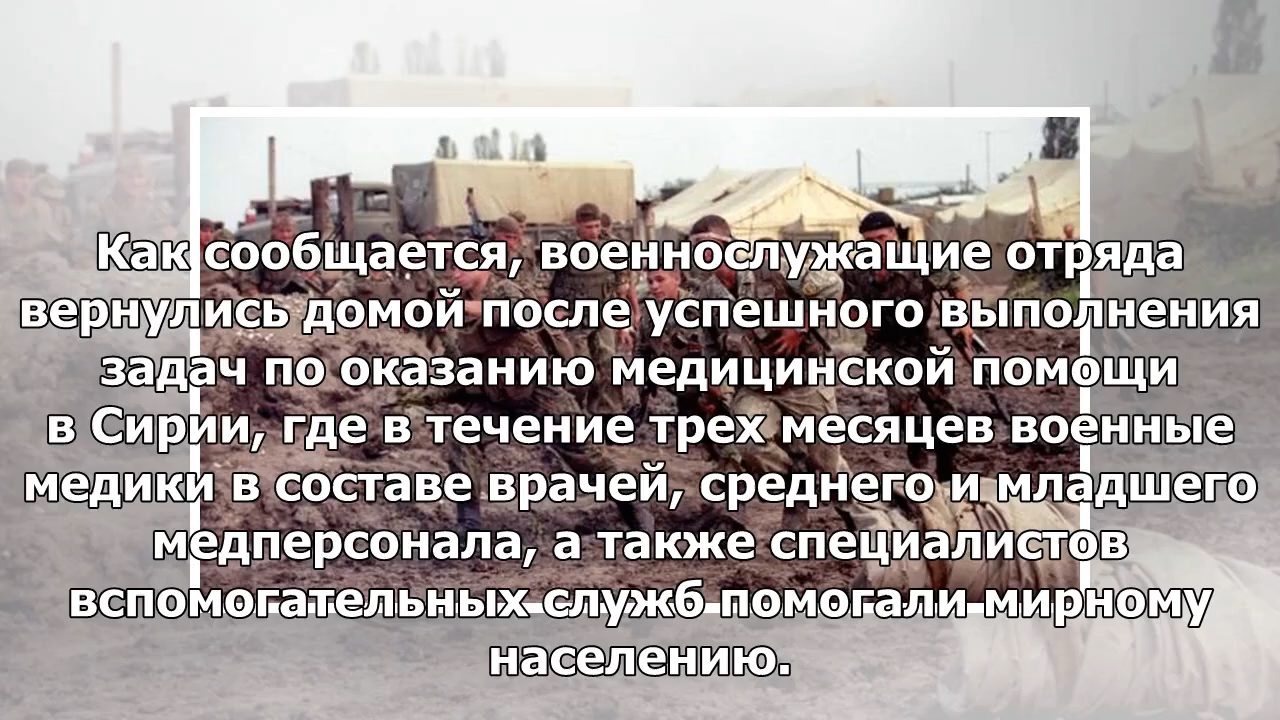 Как сообщается, военнослужащие отряда
вернулись домой после успешного выполнения
задач по оказанию медицинской помощи
в Сирии, где в течение трех месяцев военные
медики в составе врачей, среднего и младшего
медперсонала, а также специалистов
вспомогательных служб помогали мирному
населению.